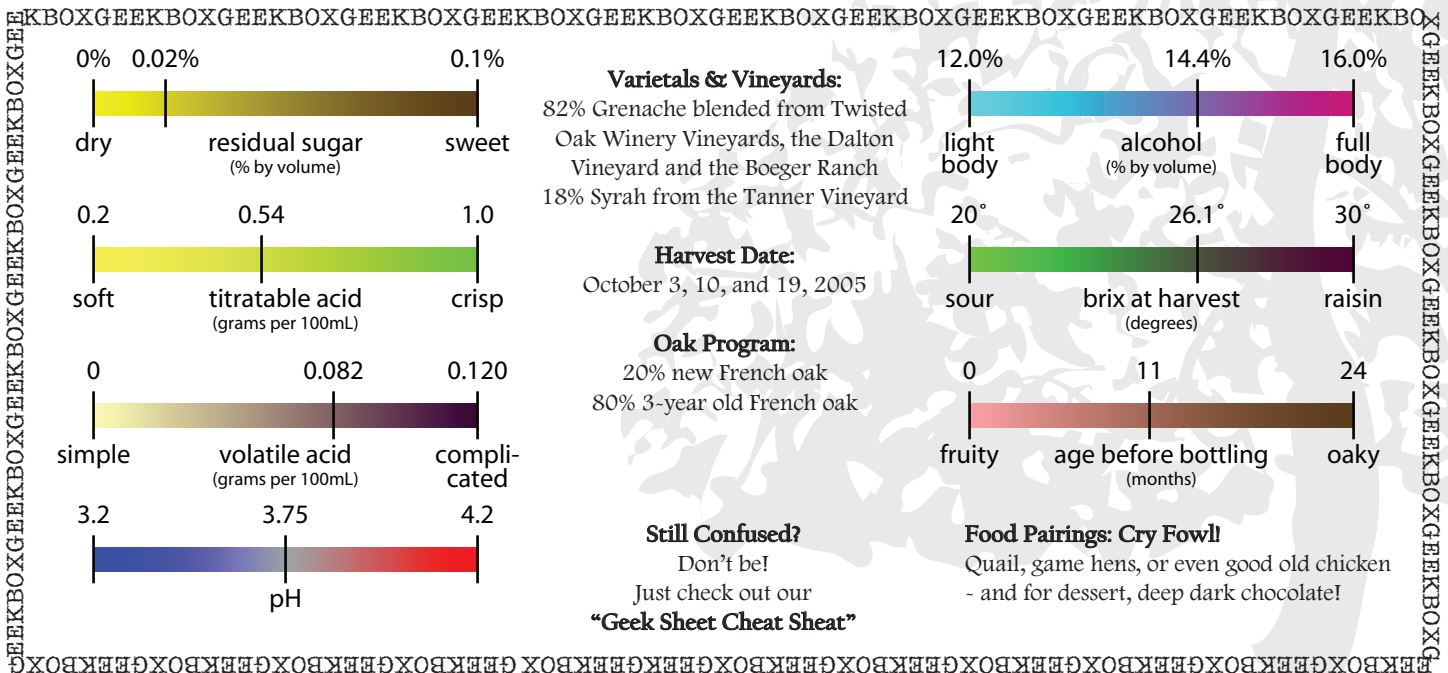 EEKBOXGEEKBOXGEEKBOXGEEKBOXGEEKBOXGEEKBOXGEEKBOXGEEKBOXGEEKBOXGEE
KBOXGEEKBOXGEEKBOXGEEKBOXGEEKBOXGEEKBOXGEEKBOXGEEKBOXGEEKBOXGEEKBOXGEEKBOXGEEKBO
XGEEKBOXGEEKBOXGEEKBOXGEEKBOXGEEKBOXGEEKBOXG
0% 0.02% 0.1%
dry residual sugar sweet
(% by volume)
0.2 0.54 1.0
soft titratable acid crisp
(grams per 100mL)
0 0.082 0.120
simple volatile acid compli-
(grams per 100mL) cated
3.2 3.75 4.2
pH
Varietals & Vineyards:
82% Grenache blended from Twisted
Oak Winery Vineyards, the Dalton
Vineyard and the Boeger Ranch
18% Syrah from the Tanner Vineyard
Harvest Date:
October 3, 10, and 19, 2005
Oak Program:
20% new French oak
80% 3-year old French oak
Still Confused?
Don't be!
Just check out our
"Geek Sheet Cheat Sheat"
12.0% 14.4% 16.0%
light alcohol full
body (% by volume) body
20° 26.1° 30°
sour brix at harvest raisin
(degrees)
0 11 24
fruity age before bottling oaky
(months)
Food Pairings: Cry Fowl!
Quail, game hens, or even good old chicken
- and for dessert, deep dark chocolate!
EEKBOXGEEKBOXGEEKBOXGEEKBOXGEEKBOXGEEKBOXGEEKBOXGEEKBOXGEEKBOXGEEKBOXGEEKBOXG